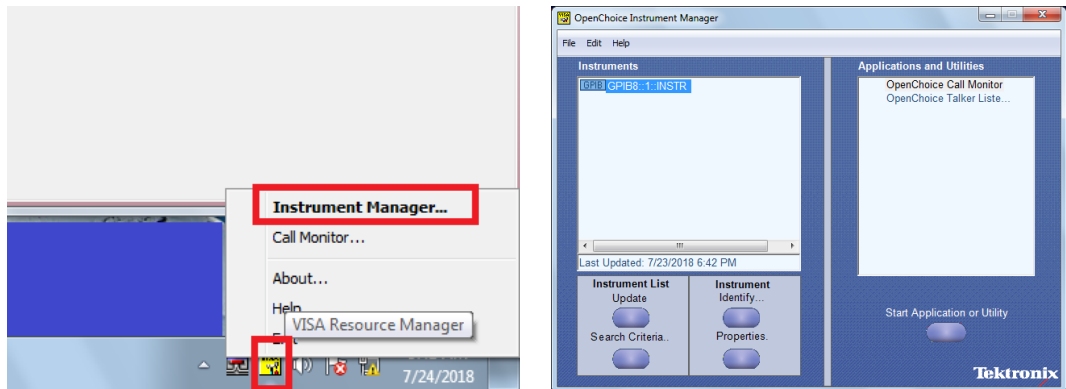 Instrument Manager...
Call Monitor...
About...
Help
VISA Resource Manager
7/24/2018
OpenChoice Instrument Manager
File Edit Help
Instruments
GPIB GPIB8::1::INSTR
Last Updated: 7/23/2018 6:42 PM
Instrument List
Update
Search Criteria..
Instrument
Identify...
Properties.
Applications and Utilities
OpenChoice Call Monitor
OpenChoice Talker Liste...
Start Application or Utility
Tektronix